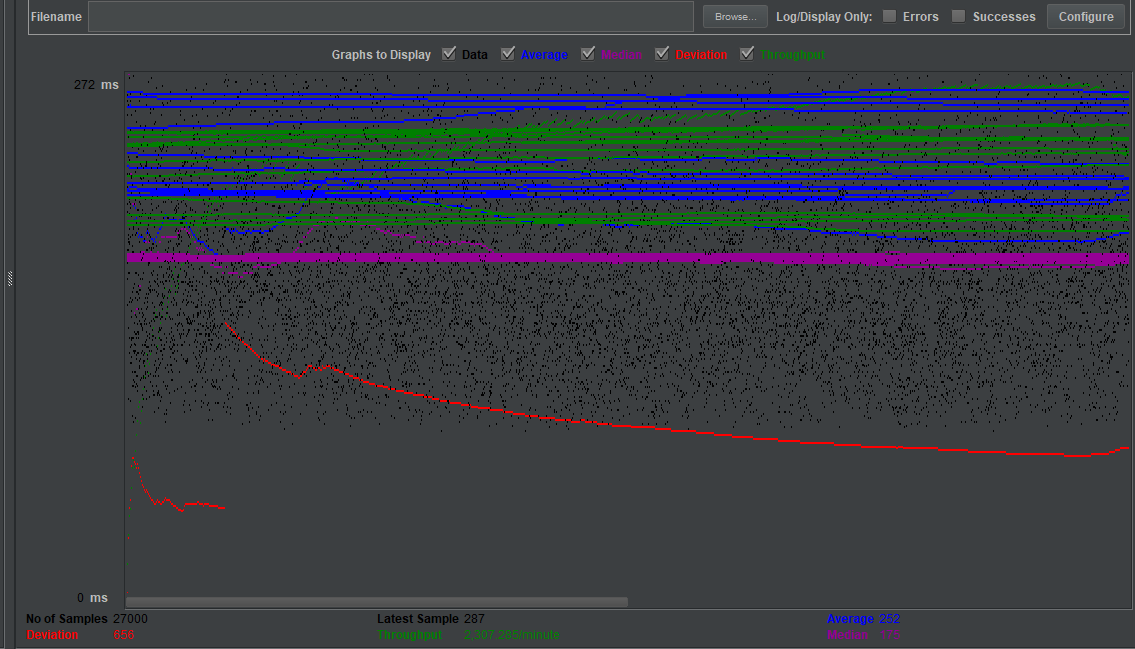 Filename Browse... Log/Display Only: Errors Successes Configure
Graphs to Display Data Average Median Deviation Throughput
272 ms
0 ms
No of Samples 27000 Latest Sample 287 Average 252
Deviation 656 Throughput 2,307.285/minute Median 175